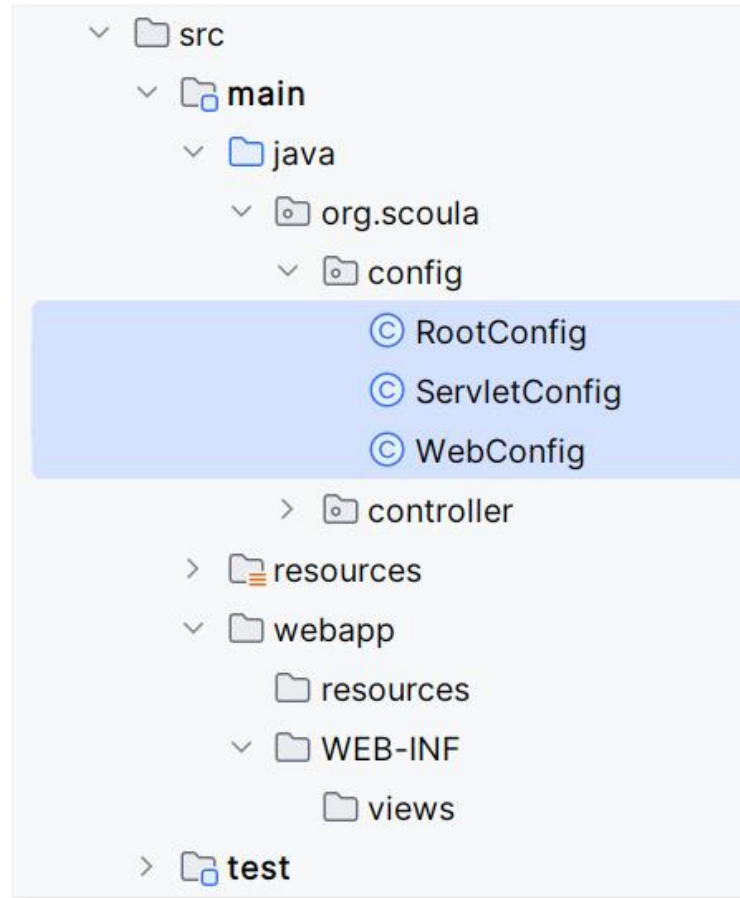 src
main
java
org.scoula
config
RootConfig
ServletConfig
WebConfig
controller
resources
webapp
resources
WEB-INF
views
test